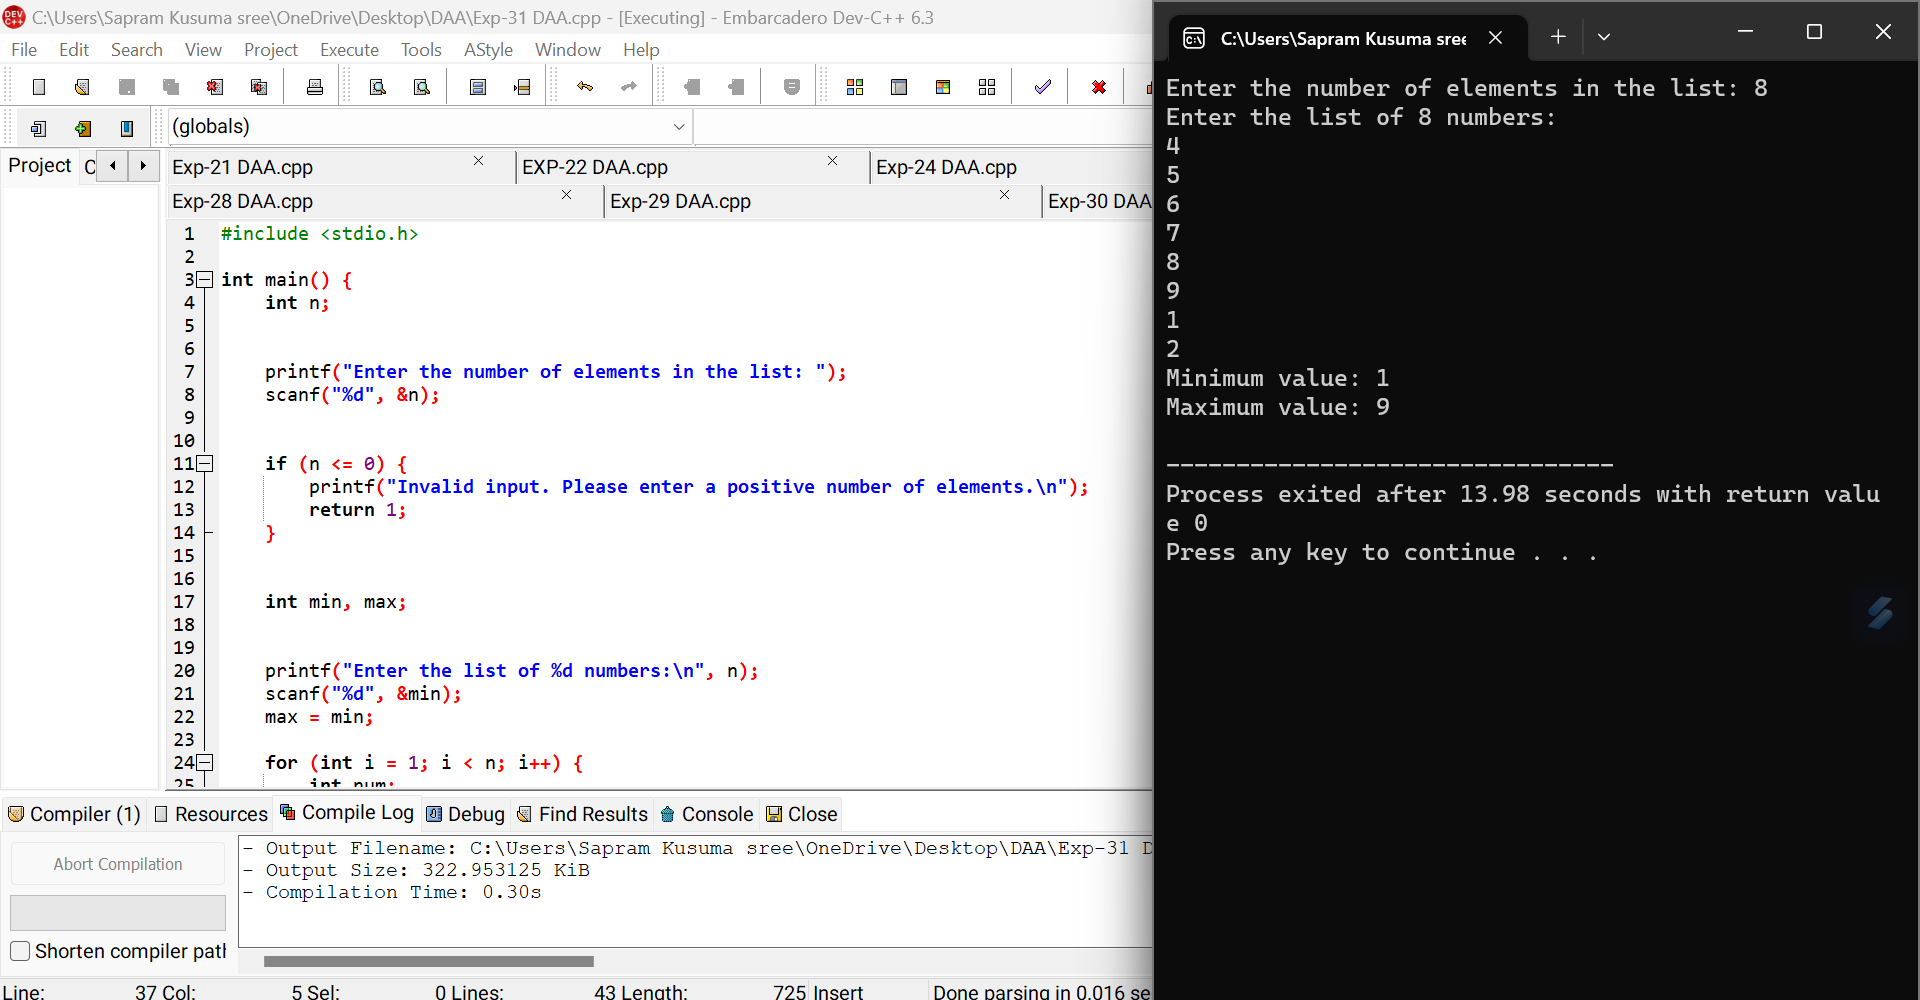 C:\Users\Sapram Kusuma sree\OneDrive\Desktop\DAA\Exp-31 DAA.cpp - [Executing] - Embarcadero Dev-C++ 6.3
File Edit Search View Project Execute Tools AStyle Window Help
(globals)
Project C
Exp-21 DAA.cpp EXP-22 DAA.cpp Exp-24 DAA.cpp
Exp-28 DAA.cpp Exp-29 DAA.cpp Exp-30 DAA
1 #include <stdio.h>
2
3 int main() {
4 int n;
5
6
7 printf("Enter the number of elements in the list: ");
8 scanf("%d", &n);
9
10
11 if (n <= 0) {
12 printf("Invalid input. Please enter a positive number of elements.\n");
13 return 1;
14 }
15
16
17 int min, max;
18
19
20 printf("Enter the list of %d numbers:\n", n);
21 scanf("%d", &min);
22 max = min;
23
24 for (int i = 1; i < n; i++) {
25 int num;
Compiler (1) Resources Compile Log Debug Find Results Console Close
Abort Compilation
Shorten compiler path
- Output Filename: C:\Users\Sapram Kusuma sree\OneDrive\Desktop\DAA\Exp-31 D
- Output Size: 322.953125 KiB
- Compilation Time: 0.30s
Line: 37 Col: 5 Sel: 0 Lines: 43 Length: 725 Insert Done parsing in 0.016 se
C:\Users\Sapram Kusuma sree
Enter the number of elements in the list: 8
Enter the list of 8 numbers:
4
5
6
7
8
9
1
2
Minimum value: 1
Maximum value: 9
--------------------------------
Process exited after 13.98 seconds with return valu
e 0
Press any key to continue . . .